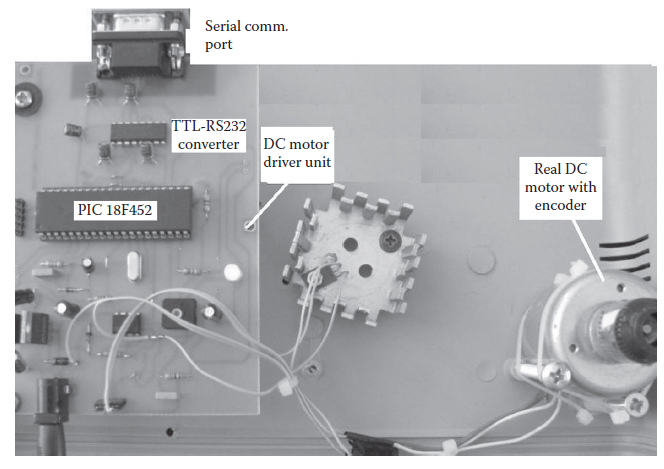 Serial comm.
port
TTL-RS232
converter
DC motor
driver unit
Real DC
motor with
encoder
PIC 18F452